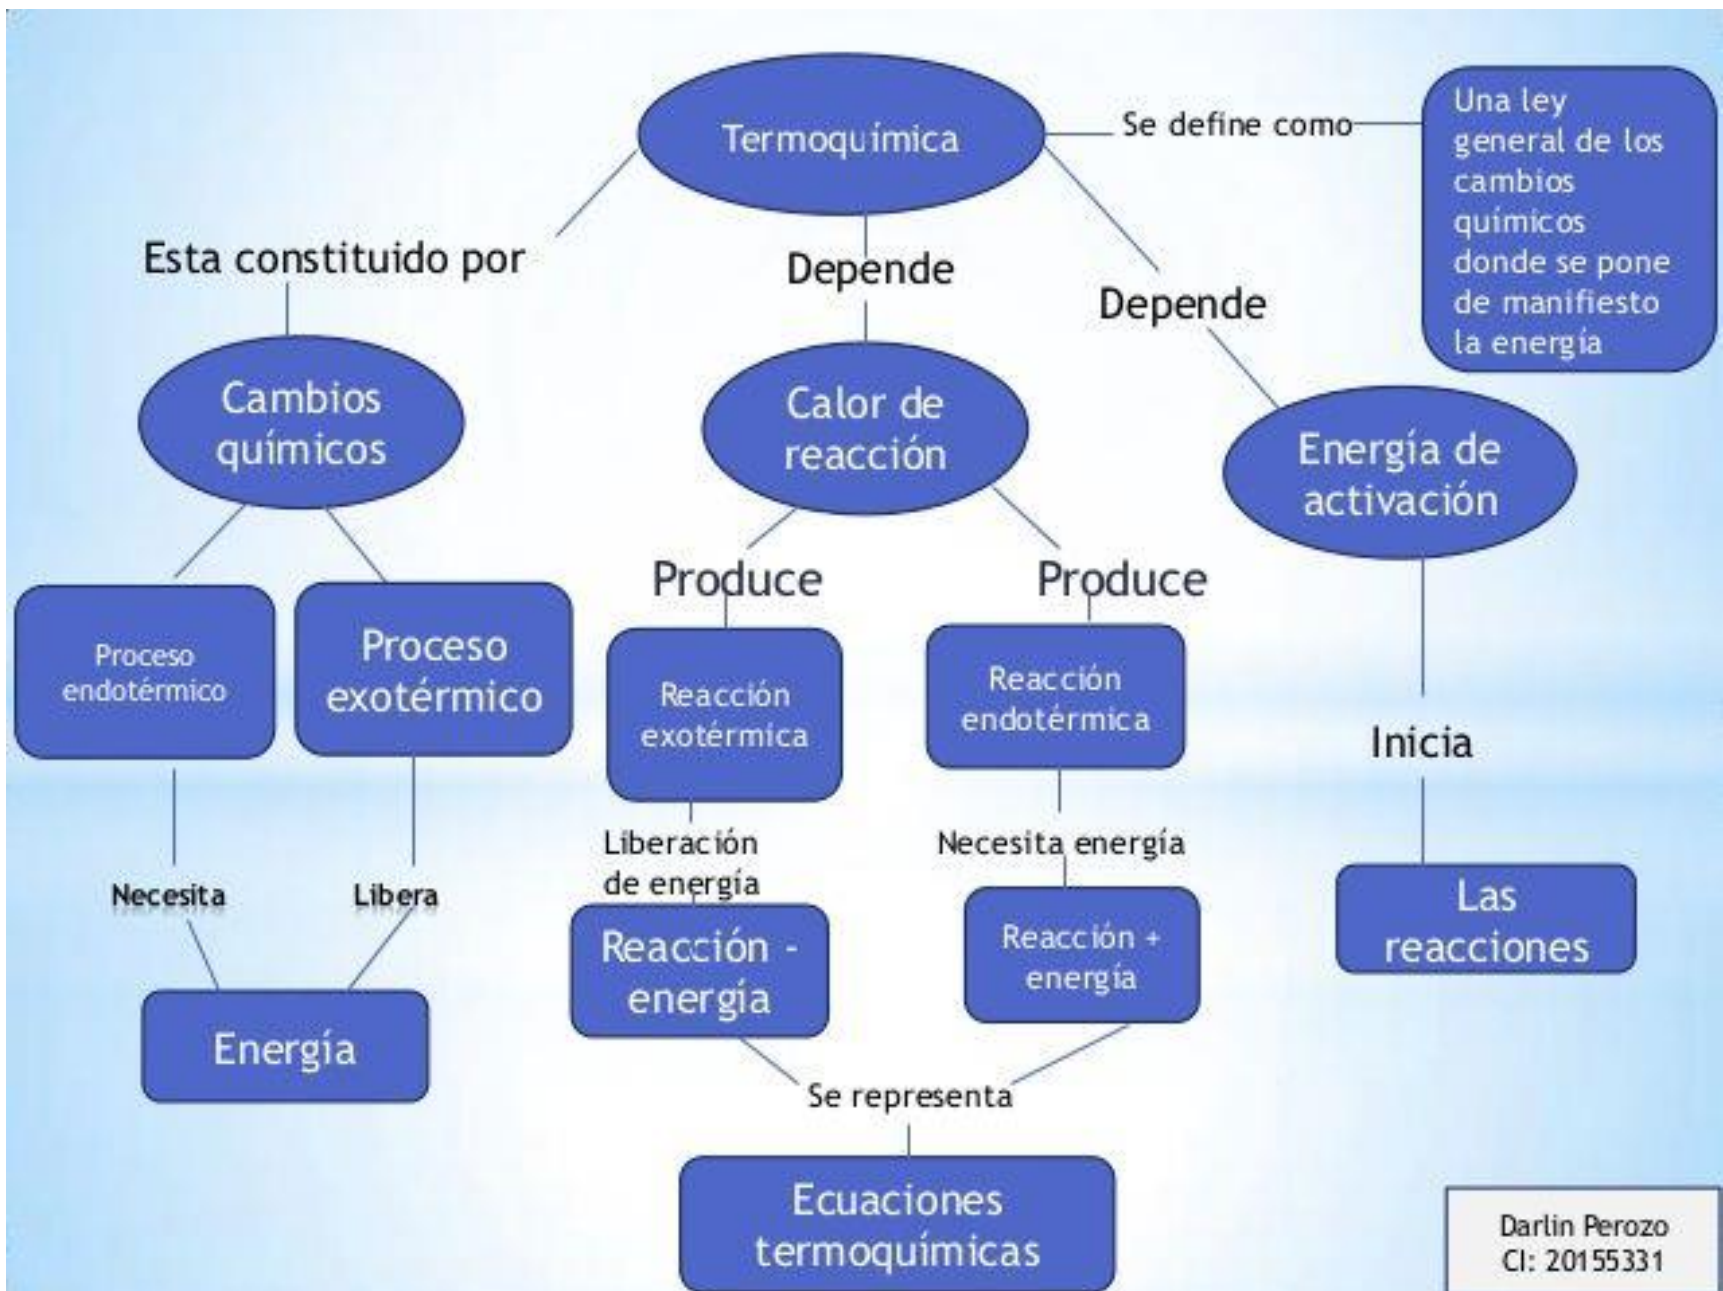 Termoquímica
Se define como
Una ley
general de los
cambios
químicos
donde se pone
de manifiesto
la energía
Esta constituido por
Depende
Depende
Cambios
químicos
Calor de
reacción
Energía de
activación
Produce
Produce
Proceso
endotérmico
Proceso
exotérmico
Reacción
exotérmica
Reacción
endotérmica
Inicia
Necesita
Libera
Liberación
de energía
Necesita energía
Las
reacciones
Reacción -
energía
Reacción +
energía
Energía
Se representa
Ecuaciones
termoquímicas
Darlin Perozo
CI: 20155331